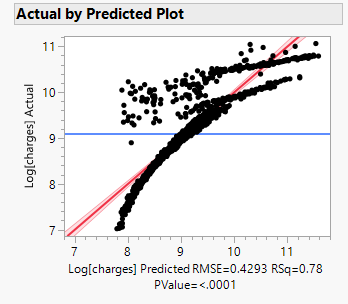 Actual by Predicted Plot
11
10
9
8
7
Log[charges] Actual
7 8 9 10 11
Log[charges] Predicted RMSE=0.4293 RSq=0.78
PValue=<.0001